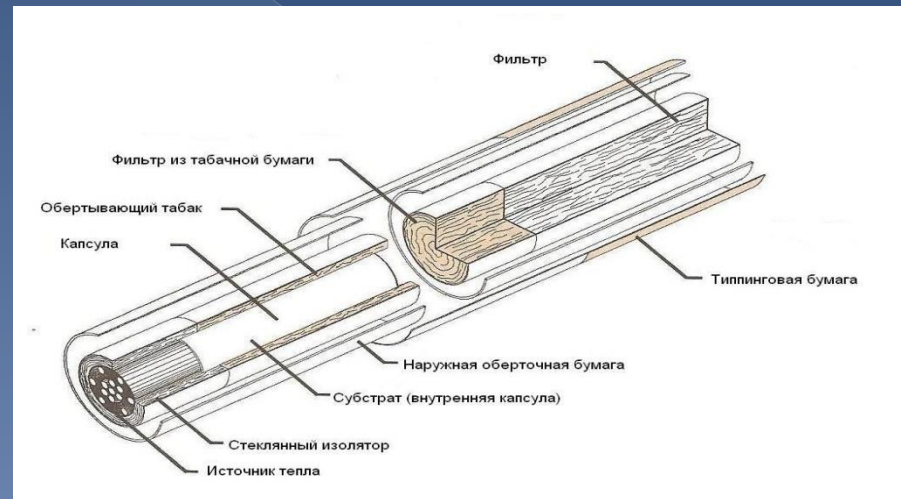 Фильтр
Фильтр из табачной бумаги
Обертывающий табак
Капсула
Типпинговая бумага
Наружная оберточная бумага
Субстрат (внутренняя капсула)
Стеклянный изолятор
Источник тепла